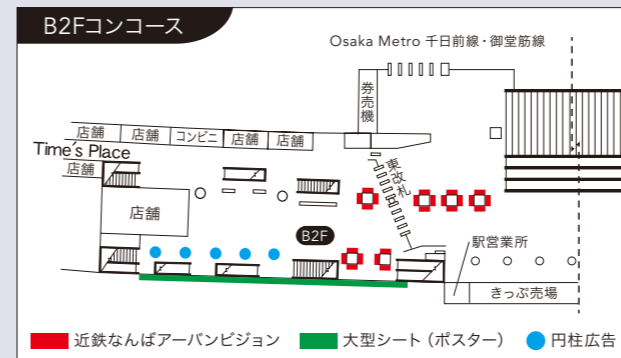 B2Fコンコース
Osaka Metro 千日前線・御堂筋線
券売機
店舗
店舗
コンビニ
店舗
店舗
Time's Place
店舗
東改札
店舗
B2F
駅営業所
きっぷ売場
近鉄なんばアーバンビジョン
大型シート（ポスター）
円柱広告